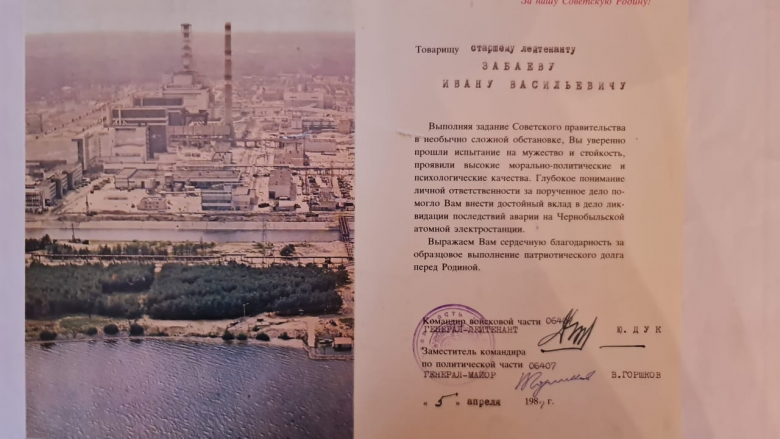 За нашу Советскую Родину!
Товарищу старшему лейтенанту
ЗАБАЕВУ
ИВАНУ ВАСИЛЬЕВИЧУ
Выполняя задание Советского правительства
в необычно сложной обстановке, Вы уверенно
прошли испытание на мужество и стойкость,
проявили высокие морально-политические и
психологические качества. Глубокое понимание
личной ответственности за порученное дело по-
могло Вам внести достойный вклад в дело лик-
видации последствий аварии на Чернобыльской
атомной электростанции.
Выражаем Вам сердечную благодарность за
образцовое выполнение патриотического долга
перед Родиной.
Командир войсковой части
ГЕНЕРАЛ-ЛЕЙТЕНАНТ Ю. ДУК
Заместитель командира
по политической части 06407
ГЕНЕРАЛ-МАЙОР В.ГОРШКОВ
« 5 » апреля г.